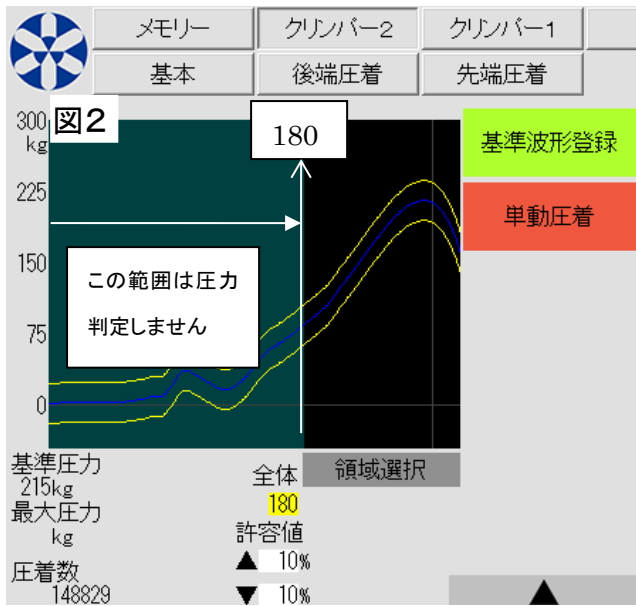 メモリー クリンパー2 クリンパー1
基本 後端圧着 先端圧着
300 図2
kg
180
基準波形登録
225
単動圧着
150
この範囲は圧力
判定しません
75
0
基準圧力
215kg
最大圧力
kg
圧着数
148829
全体 領域選択
180
許容値
▲ 10%
▼ 10%
▲